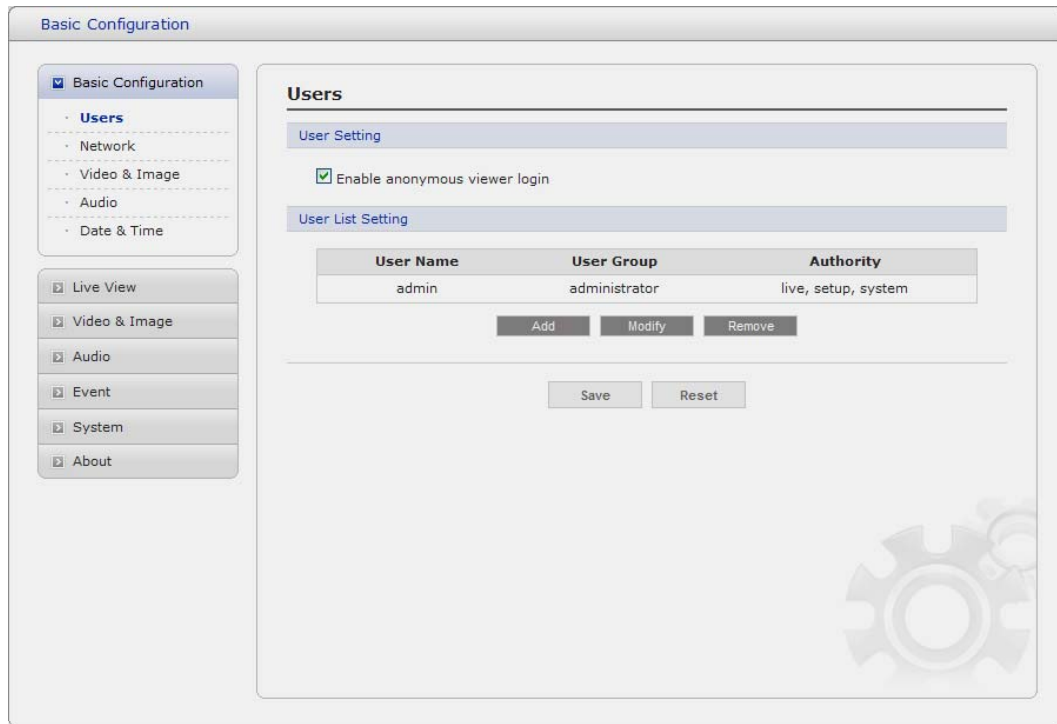 Basic Configuration
Basic Configuration
Users
Network
Video & Image
Audio
Date & Time
Live View
Video & Image
Audio
Event
System
About
Users
User Setting
Enable anonymous viewer login
User List Setting
User Name User Group Authority
admin administrator live, setup, system
Add Modify Remove
Save Reset